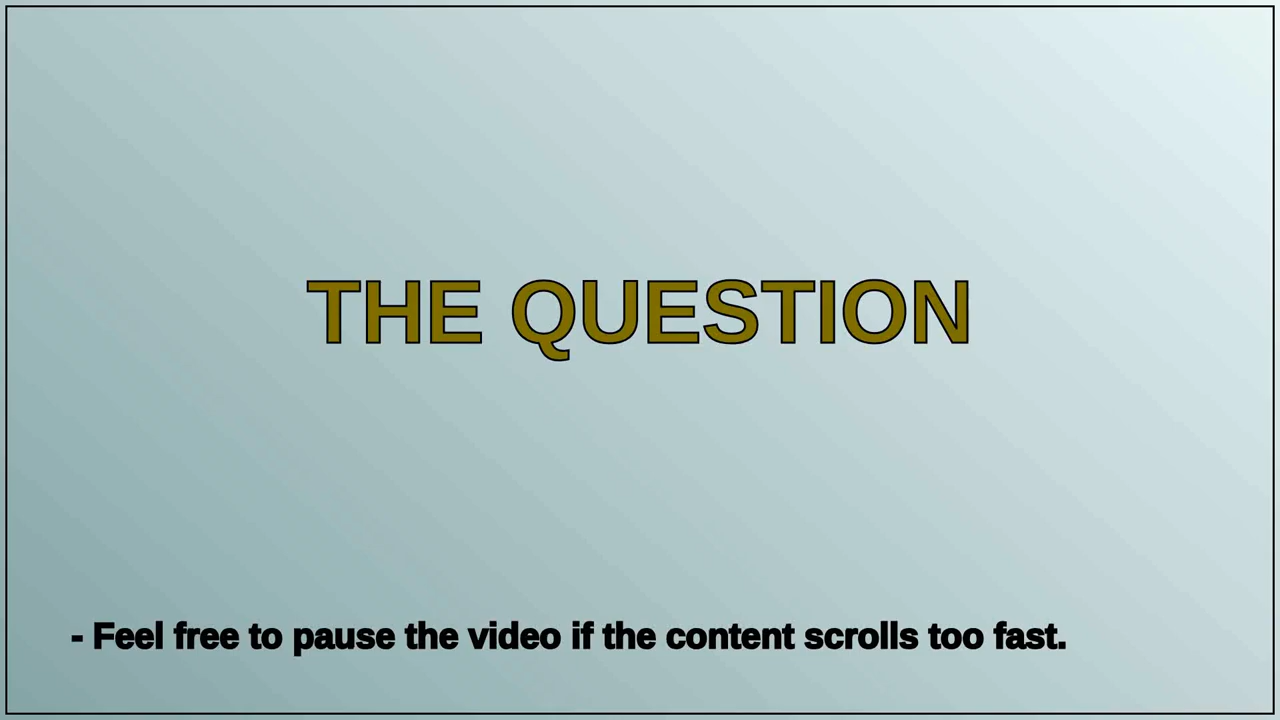 THE QUESTION
- Feel free to pause the video if the content scrolls too fast.